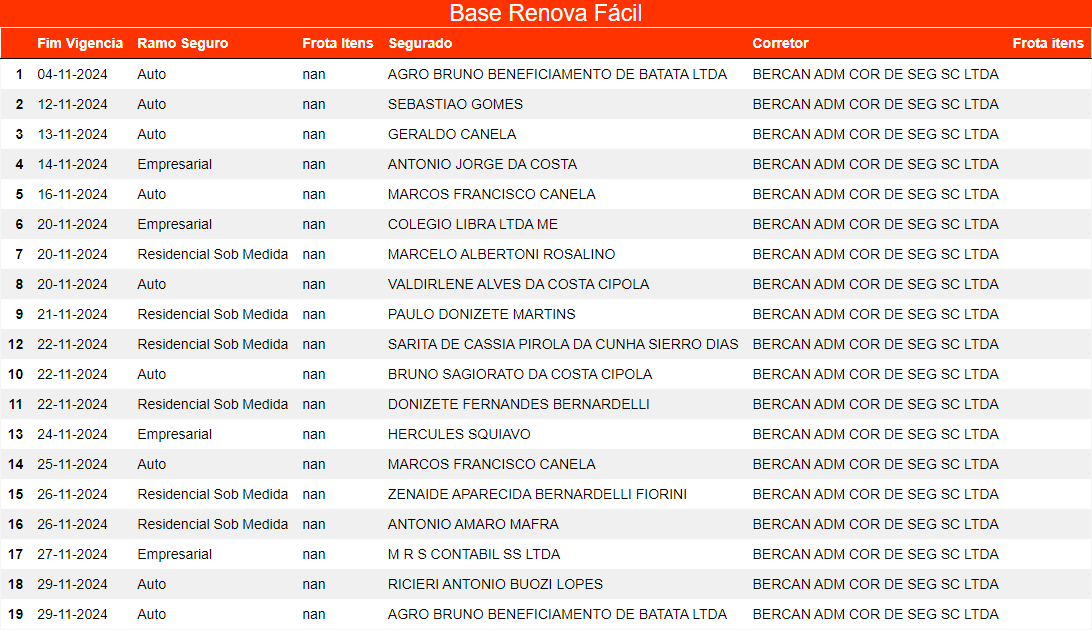 Base Renova Fácil
Fim Vigencia Ramo Seguro Frota Itens Segurado Corretor Frota itens
1 04-11-2024 Auto nan AGRO BRUNO BENEFICIAMENTO DE BATATA LTDA BERCAN ADM COR DE SEG SC LTDA
2 12-11-2024 Auto nan SEBASTIAO GOMES BERCAN ADM COR DE SEG SC LTDA
3 13-11-2024 Auto nan GERALDO CANELA BERCAN ADM COR DE SEG SC LTDA
4 14-11-2024 Empresarial nan ANTONIO JORGE DA COSTA BERCAN ADM COR DE SEG SC LTDA
5 16-11-2024 Auto nan MARCOS FRANCISCO CANELA BERCAN ADM COR DE SEG SC LTDA
6 20-11-2024 Empresarial nan COLEGIO LIBRA LTDA ME BERCAN ADM COR DE SEG SC LTDA
7 20-11-2024 Residencial Sob Medida nan MARCELO ALBERTONI ROSALINO BERCAN ADM COR DE SEG SC LTDA
8 20-11-2024 Auto nan VALDIRLENE ALVES DA COSTA CIPOLA BERCAN ADM COR DE SEG SC LTDA
9 21-11-2024 Residencial Sob Medida nan PAULO DONIZETE MARTINS BERCAN ADM COR DE SEG SC LTDA
12 22-11-2024 Residencial Sob Medida nan SARITA DE CASSIA PIROLA DA CUNHA SIERRO DIAS BERCAN ADM COR DE SEG SC LTDA
10 22-11-2024 Auto nan BRUNO SAGIORATO DA COSTA CIPOLA BERCAN ADM COR DE SEG SC LTDA
11 22-11-2024 Residencial Sob Medida nan DONIZETE FERNANDES BERNARDELLI BERCAN ADM COR DE SEG SC LTDA
13 24-11-2024 Empresarial nan HERCULES SQUIAVO BERCAN ADM COR DE SEG SC LTDA
14 25-11-2024 Auto nan MARCOS FRANCISCO CANELA BERCAN ADM COR DE SEG SC LTDA
15 26-11-2024 Residencial Sob Medida nan ZENAIDE APARECIDA BERNARDELLI FIORINI BERCAN ADM COR DE SEG SC LTDA
16 26-11-2024 Residencial Sob Medida nan ANTONIO AMARO MAFRA BERCAN ADM COR DE SEG SC LTDA
17 27-11-2024 Empresarial nan M R S CONTABIL SS LTDA BERCAN ADM COR DE SEG SC LTDA
18 29-11-2024 Auto nan RICIERI ANTONIO BUOZI LOPES BERCAN ADM COR DE SEG SC LTDA
19 29-11-2024 Auto nan AGRO BRUNO BENEFICIAMENTO DE BATATA LTDA BERCAN ADM COR DE SEG SC LTDA